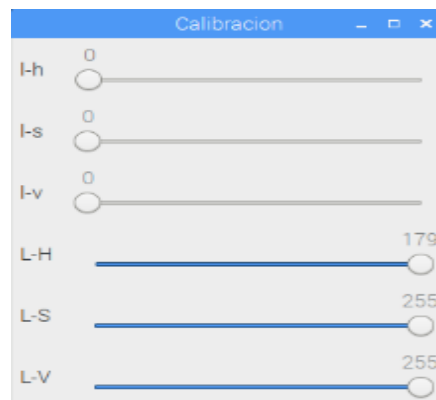 Calibracion
0
l-h
0
l-s
0
l-v
179
L-H
255
L-S
255
L-V